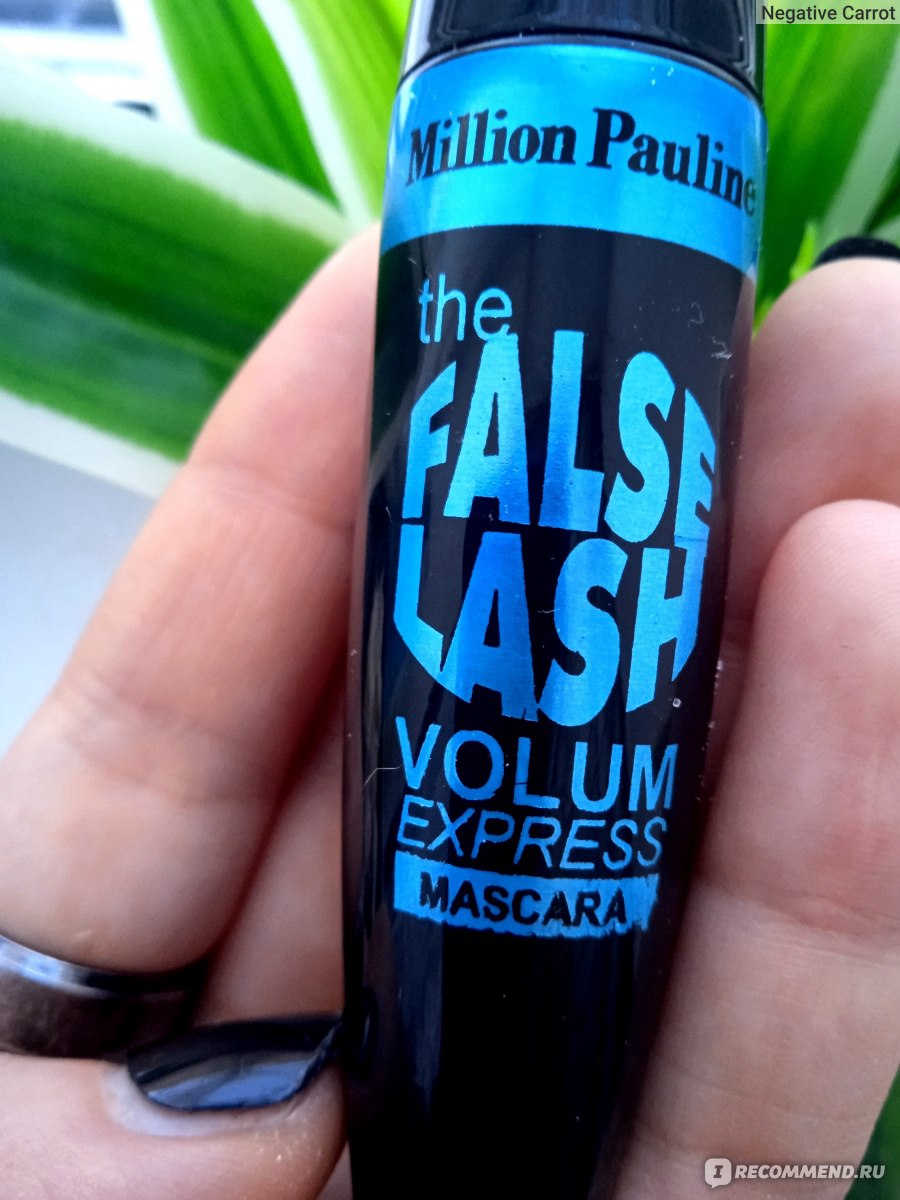 Negative Carrot
Million Pauline
the
FALSE
LASH
VOLUM
EXPRESS
MASCARA
IRECOMMEND.RU